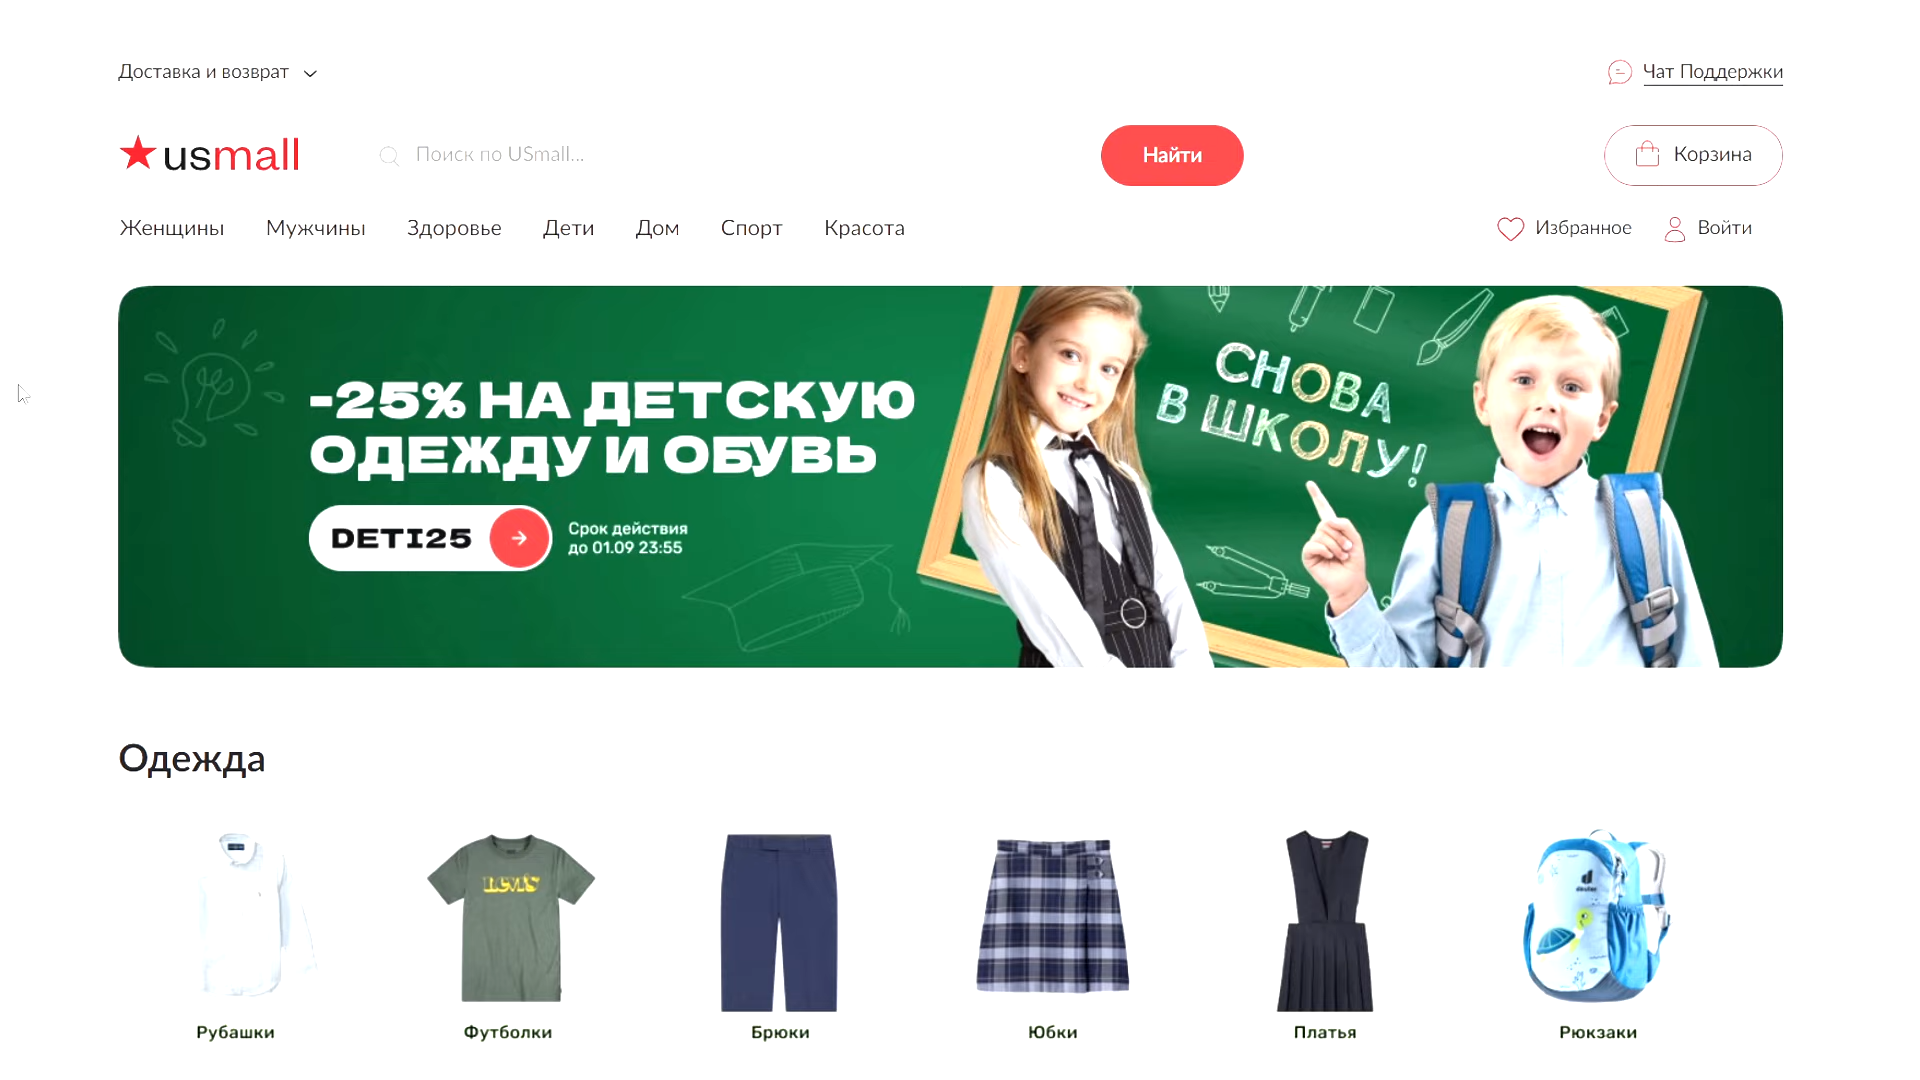 Доставка и возврат
Чат Поддержки
usmall
Поиск по USmall...
Найти
Корзина
Женщины
Мужчины
Здоровье
Дети
Дом
Спорт
Красота
Избранное
Войти
-25% НА ДЕТСКУЮ
ОДЕЖДУ И ОБУВЬ
DETI25
Срок действия
до 01.09 23:55
СНОВА
В ШКОЛУ!
Одежда
Levi's
deuter
Рубашки
Футболки
Брюки
Юбки
Платья
Рюкзаки